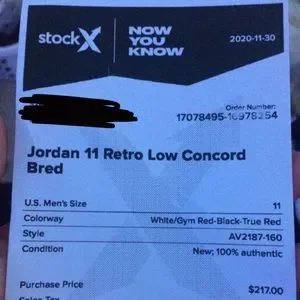 stockX
NOW
YOU
KNOW
2020-11-30
Order Number:
17078495-16978254
Jordan 11 Retro Low Concord
Bred
U.S. Men's Size 11
Colorway White/Gym Red-Black-True Red
Style AV2187-160
Condition New; 100% authentic
Purchase Price $217.00
Sales Tax